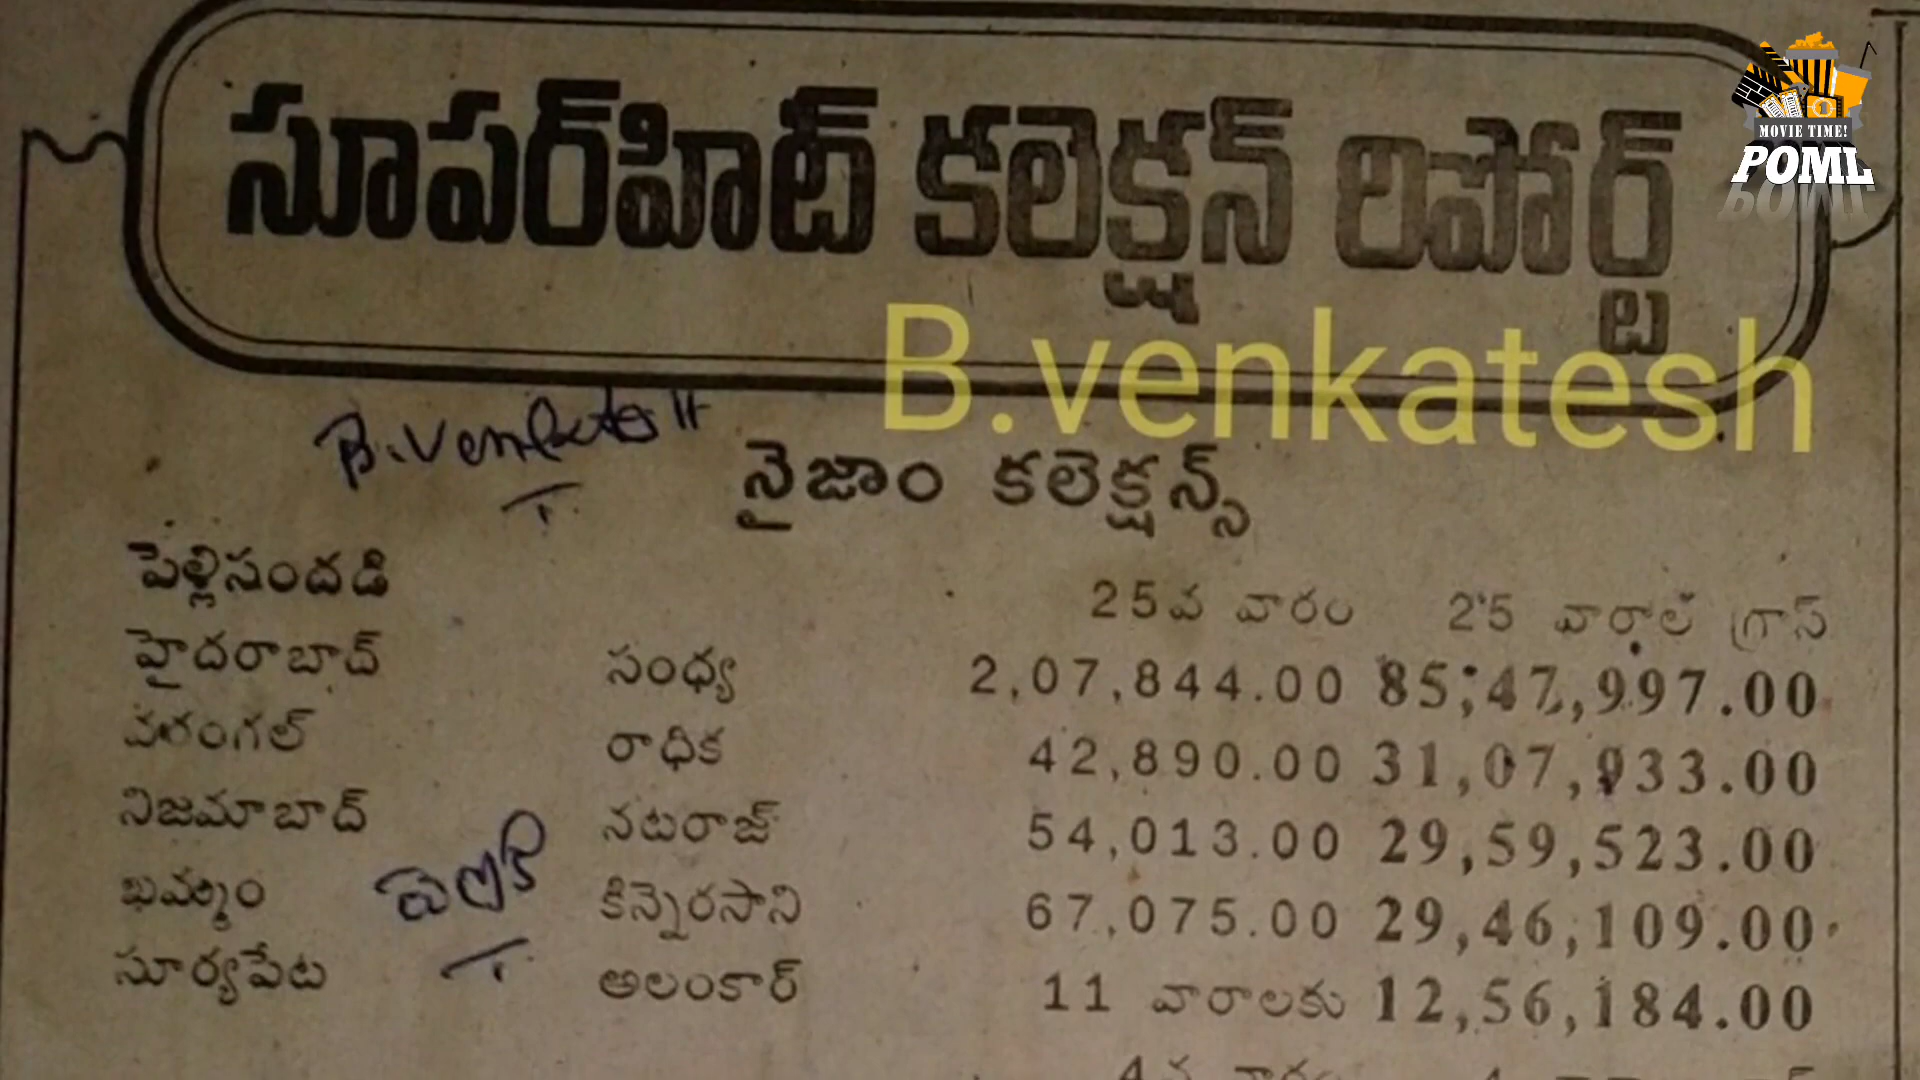 సూపర్‌హిట్ కలెక్షన్ రిపోర్ట్
MOVIE TIME!
POML
B.venkatesh
B.Venkatesh
నైజాం కలెక్షన్స్
పెళ్లిసందడి
25వ వారం 25 వారాల గ్రాస్
హైదరాబాద్ సంధ్య 2,07,844.00 85,47,997.00
వరంగల్ రాధిక 42,890.00 31,07,933.00
నిజమాబాద్ నటరాజ్ 54,013.00 29,59,523.00
ఖమ్మం కిన్నెరసాని 67,075.00 29,46,109.00
సూర్యపేట అలంకార్ 11 వారాలకు 12,56,184.00